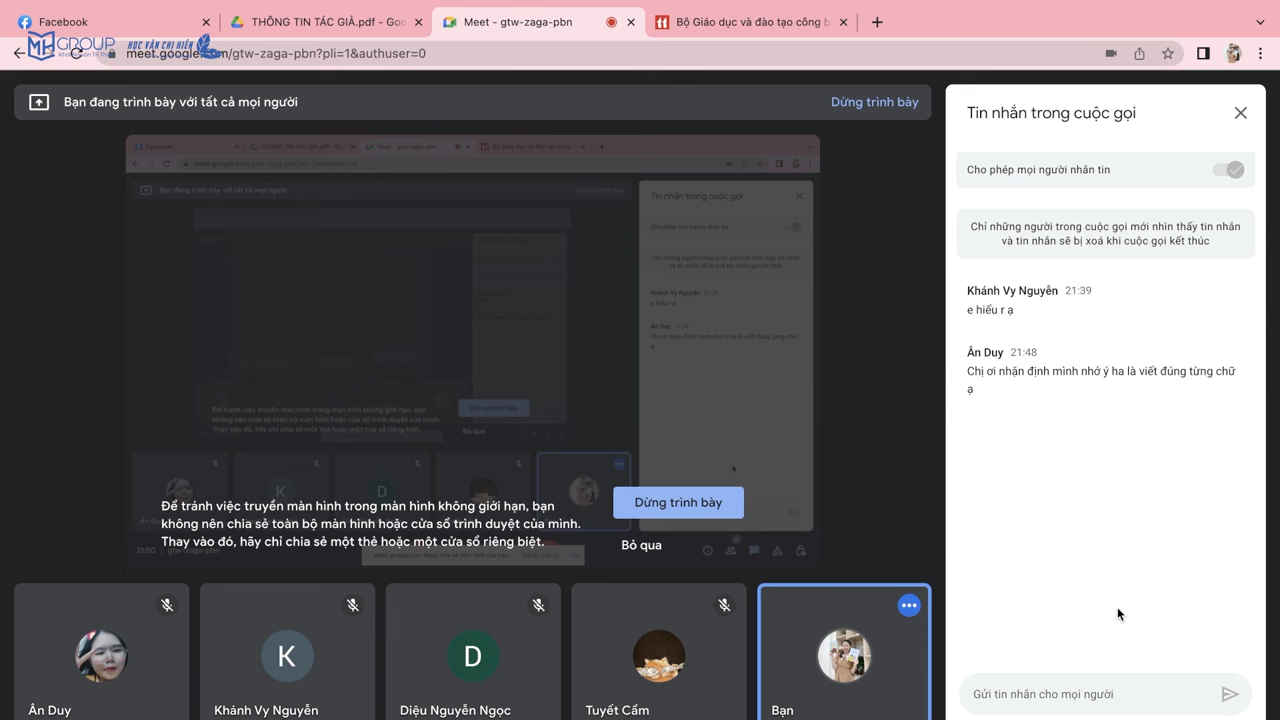 Facebook
THÔNG TIN TÁC GIẢ.pdf - Goo
Meet - gtw-zaga-pbn
Bộ Giáo dục và đào tạo công b
MH GROUP
HỌC VĂN CHỊ HIÊN
meet.google.com/gtw-zaga-pbn?pli=1&authuser=0
Bạn đang trình bày với tất cả mọi người
Dừng trình bày
Tin nhắn trong cuộc gọi
Cho phép mọi người nhắn tin
Chỉ những người trong cuộc gọi mới nhìn thấy tin nhắn
và tin nhắn sẽ bị xoá khi cuộc gọi kết thúc
Khánh Vy Nguyễn 21:39
e hiểu r ạ
Ân Duy 21:48
Chị ơi nhận định mình nhớ ý ha là viết đúng từng chữ
ạ
Để tránh việc truyền màn hình trong màn hình không giới hạn, bạn
không nên chia sẻ toàn bộ màn hình hoặc cửa sổ trình duyệt của mình.
Thay vào đó, hãy chỉ chia sẻ một thẻ hoặc một cửa sổ riêng biệt.
Dừng trình bày
Bỏ qua
Ân Duy
K
Khánh Vy Nguyễn
D
Diệu Nguyễn Ngọc
Tuyết Cầm
Bạn
Gửi tin nhắn cho mọi người